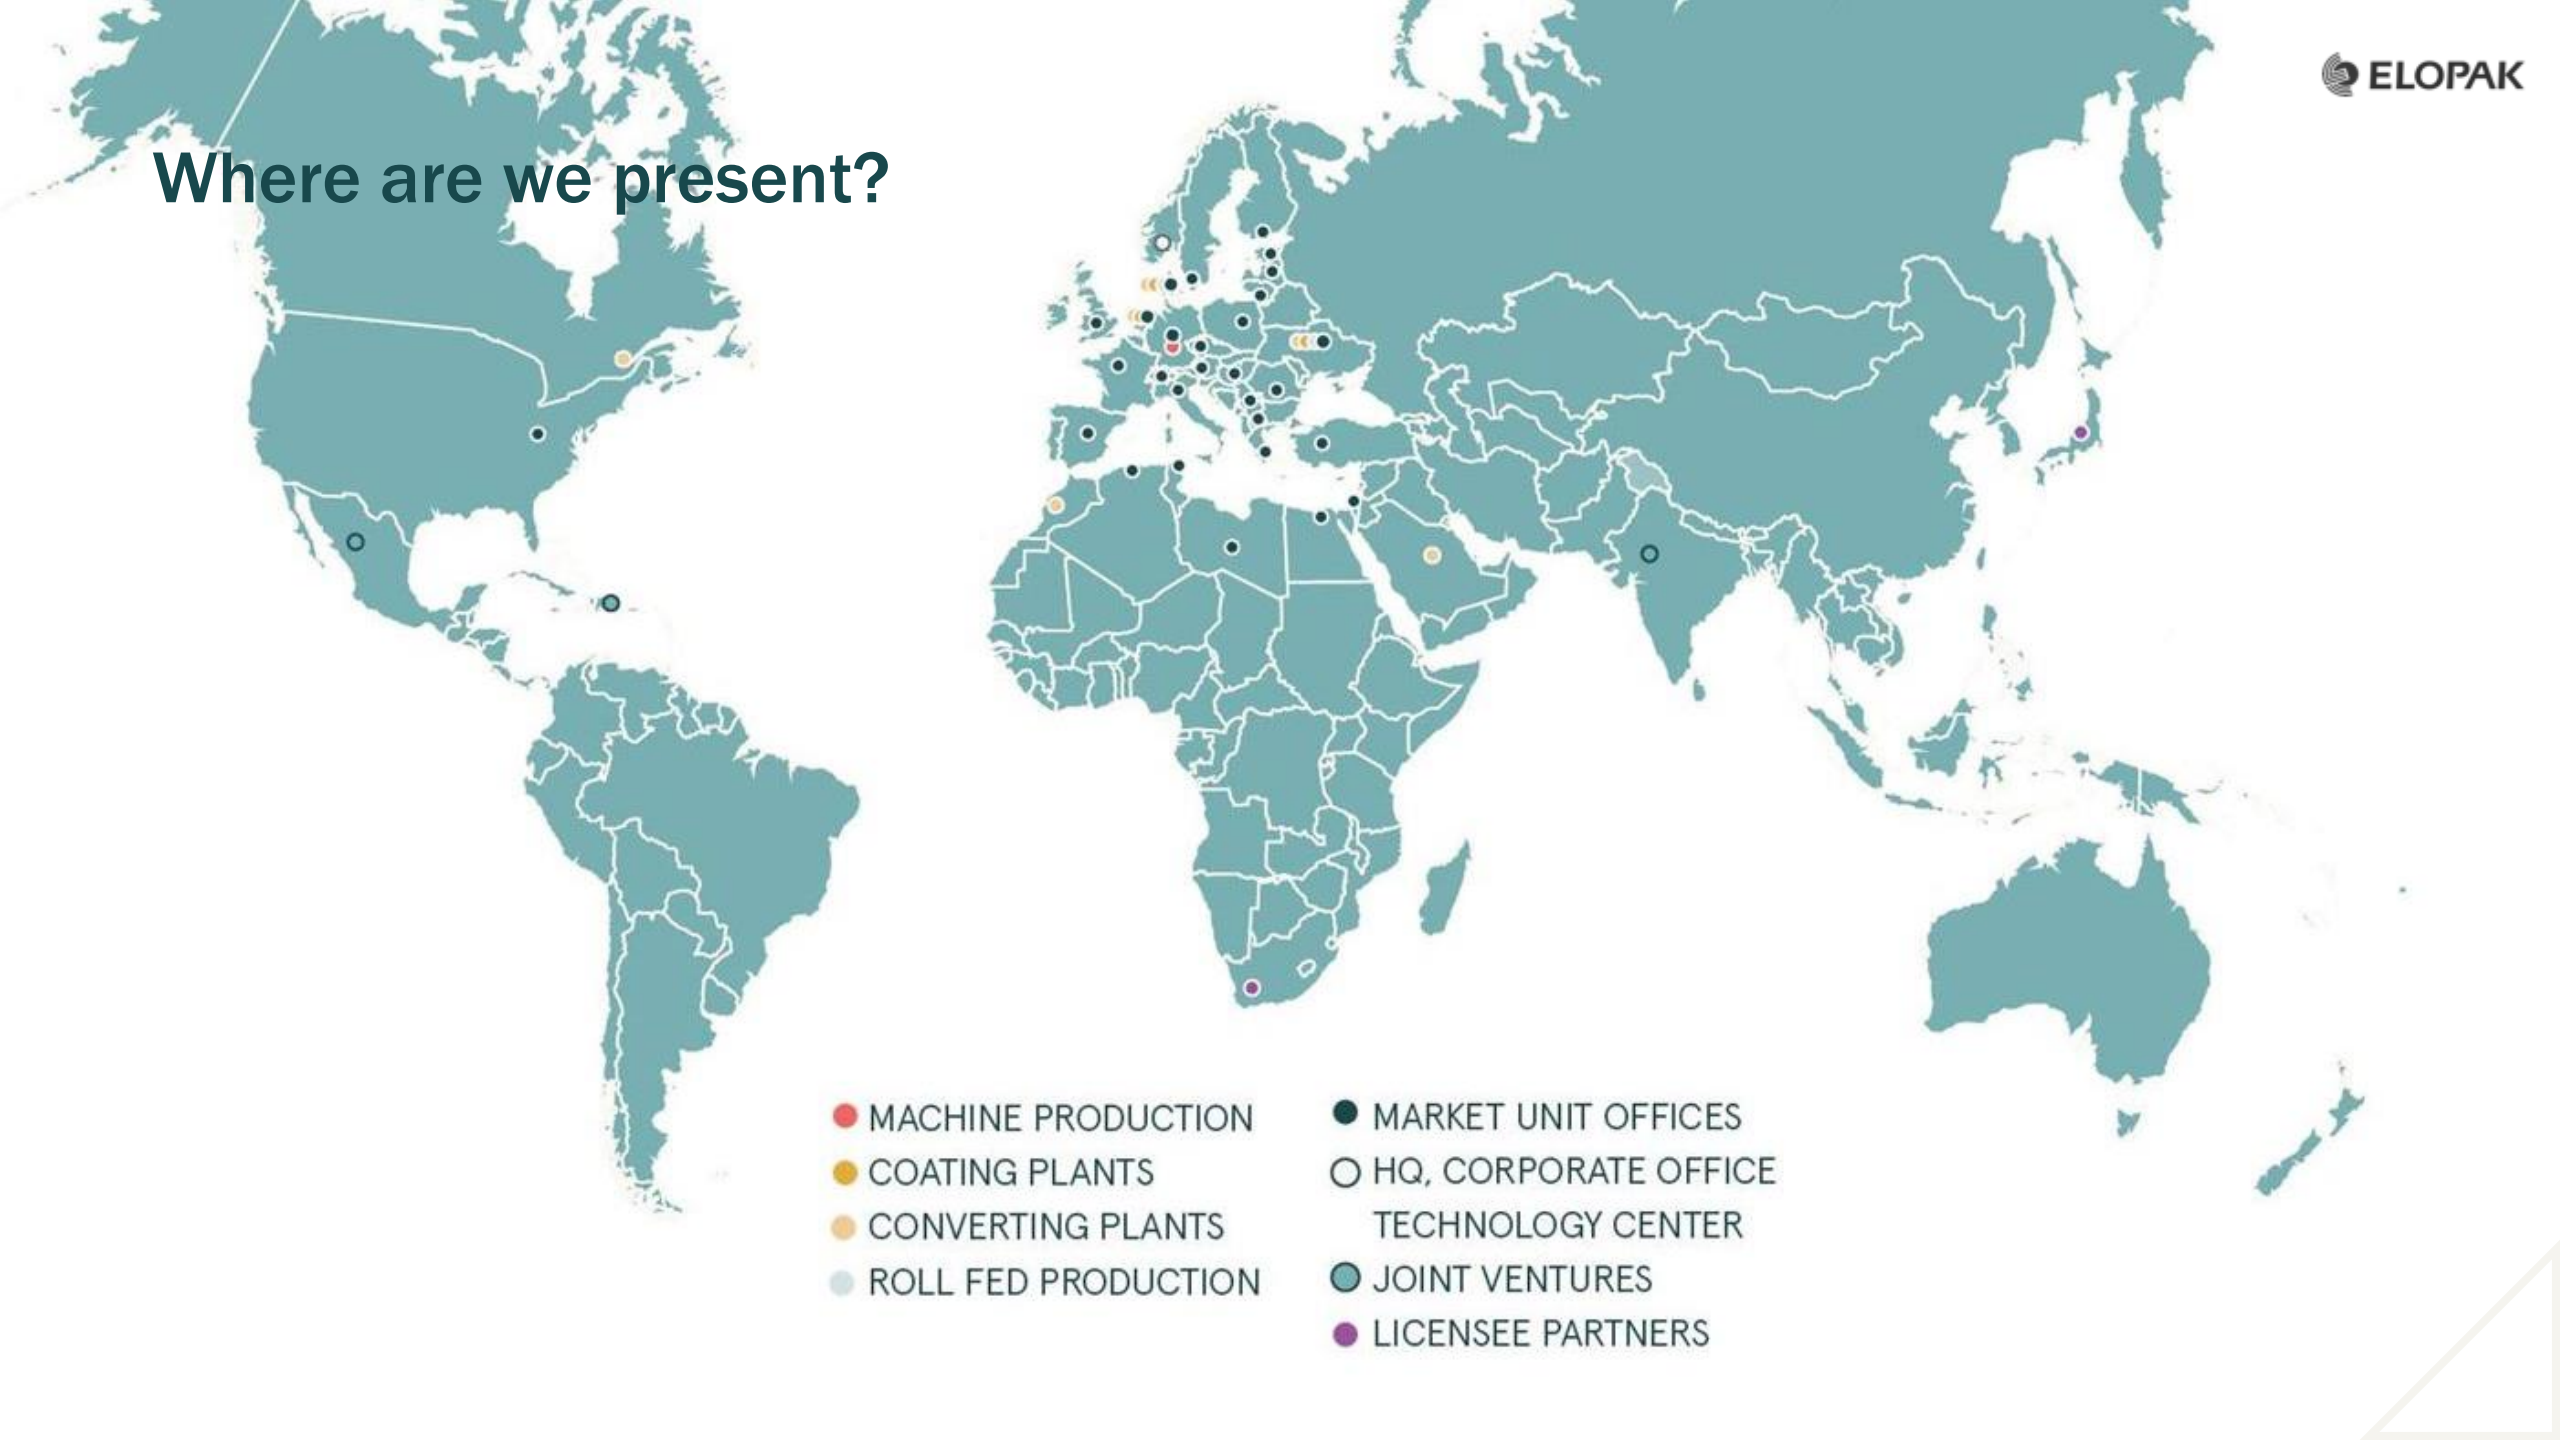 ELOPAK
Where are we present?
MACHINE PRODUCTION
COATING PLANTS
CONVERTING PLANTS
ROLL FED PRODUCTION
MARKET UNIT OFFICES
HQ, CORPORATE OFFICE
TECHNOLOGY CENTER
JOINT VENTURES
LICENSEE PARTNERS